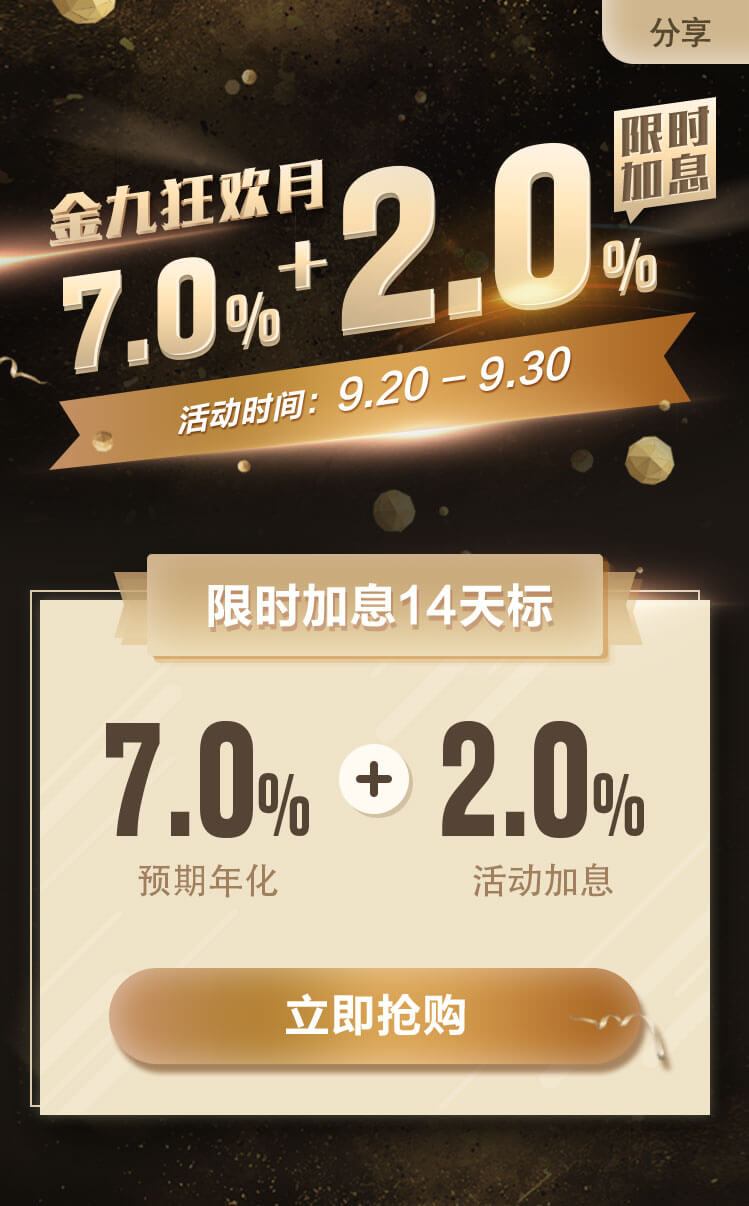 分享
限时
加息
金九狂欢月
7.0%+2.0%
活动时间：9.20 – 9.30
限时加息14天标
7.0% + 2.0%
预期年化 活动加息
立即抢购